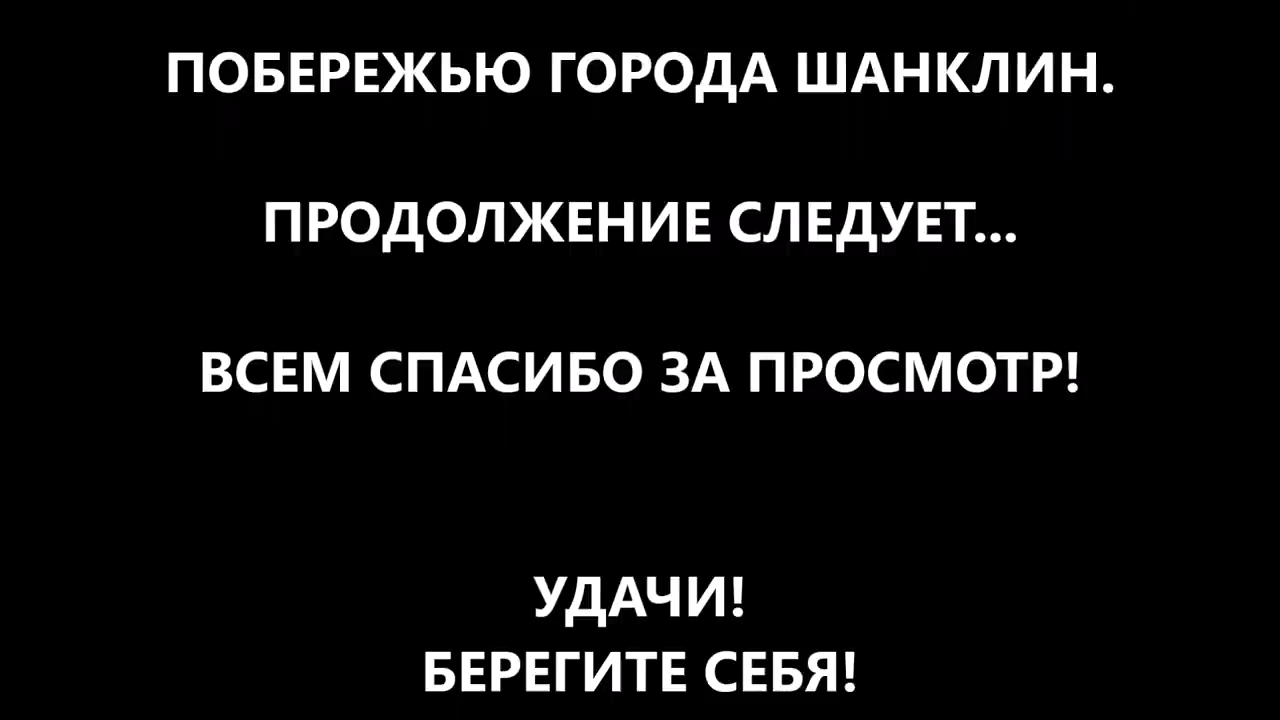 ПОБЕРЕЖЬЮ ГОРОДА ШАНКЛИН.
ПРОДОЛЖЕНИЕ СЛЕДУЕТ...
ВСЕМ СПАСИБО ЗА ПРОСМОТР!
УДАЧИ!
БЕРЕГИТЕ СЕБЯ!